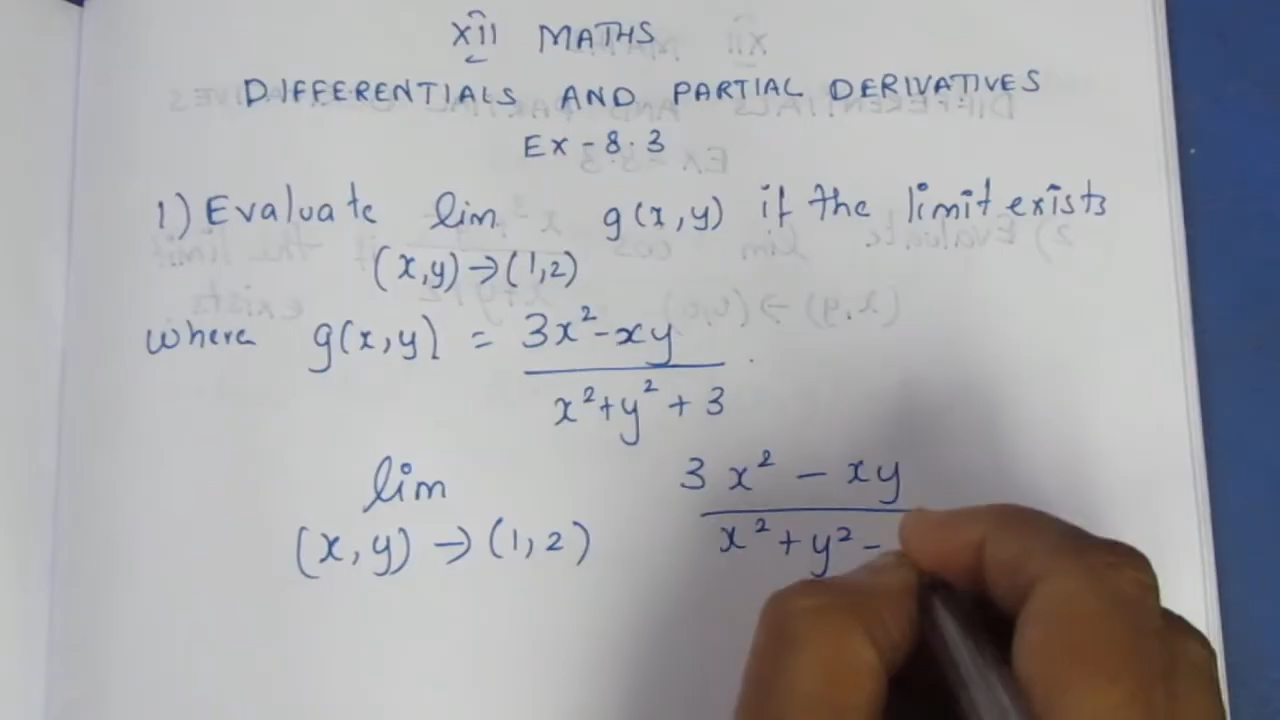 XII MATHS
DIFFERENTIALS AND PARTIAL DERIVATIVES
Ex - 8.3
1) Evaluate lim g(x,y) if the limit exists
(x,y)→(1,2)
where g(x,y) = 3x²-xy
x²+y²+3
lim 3x² - xy
(x,y)→(1,2) x²+y² -